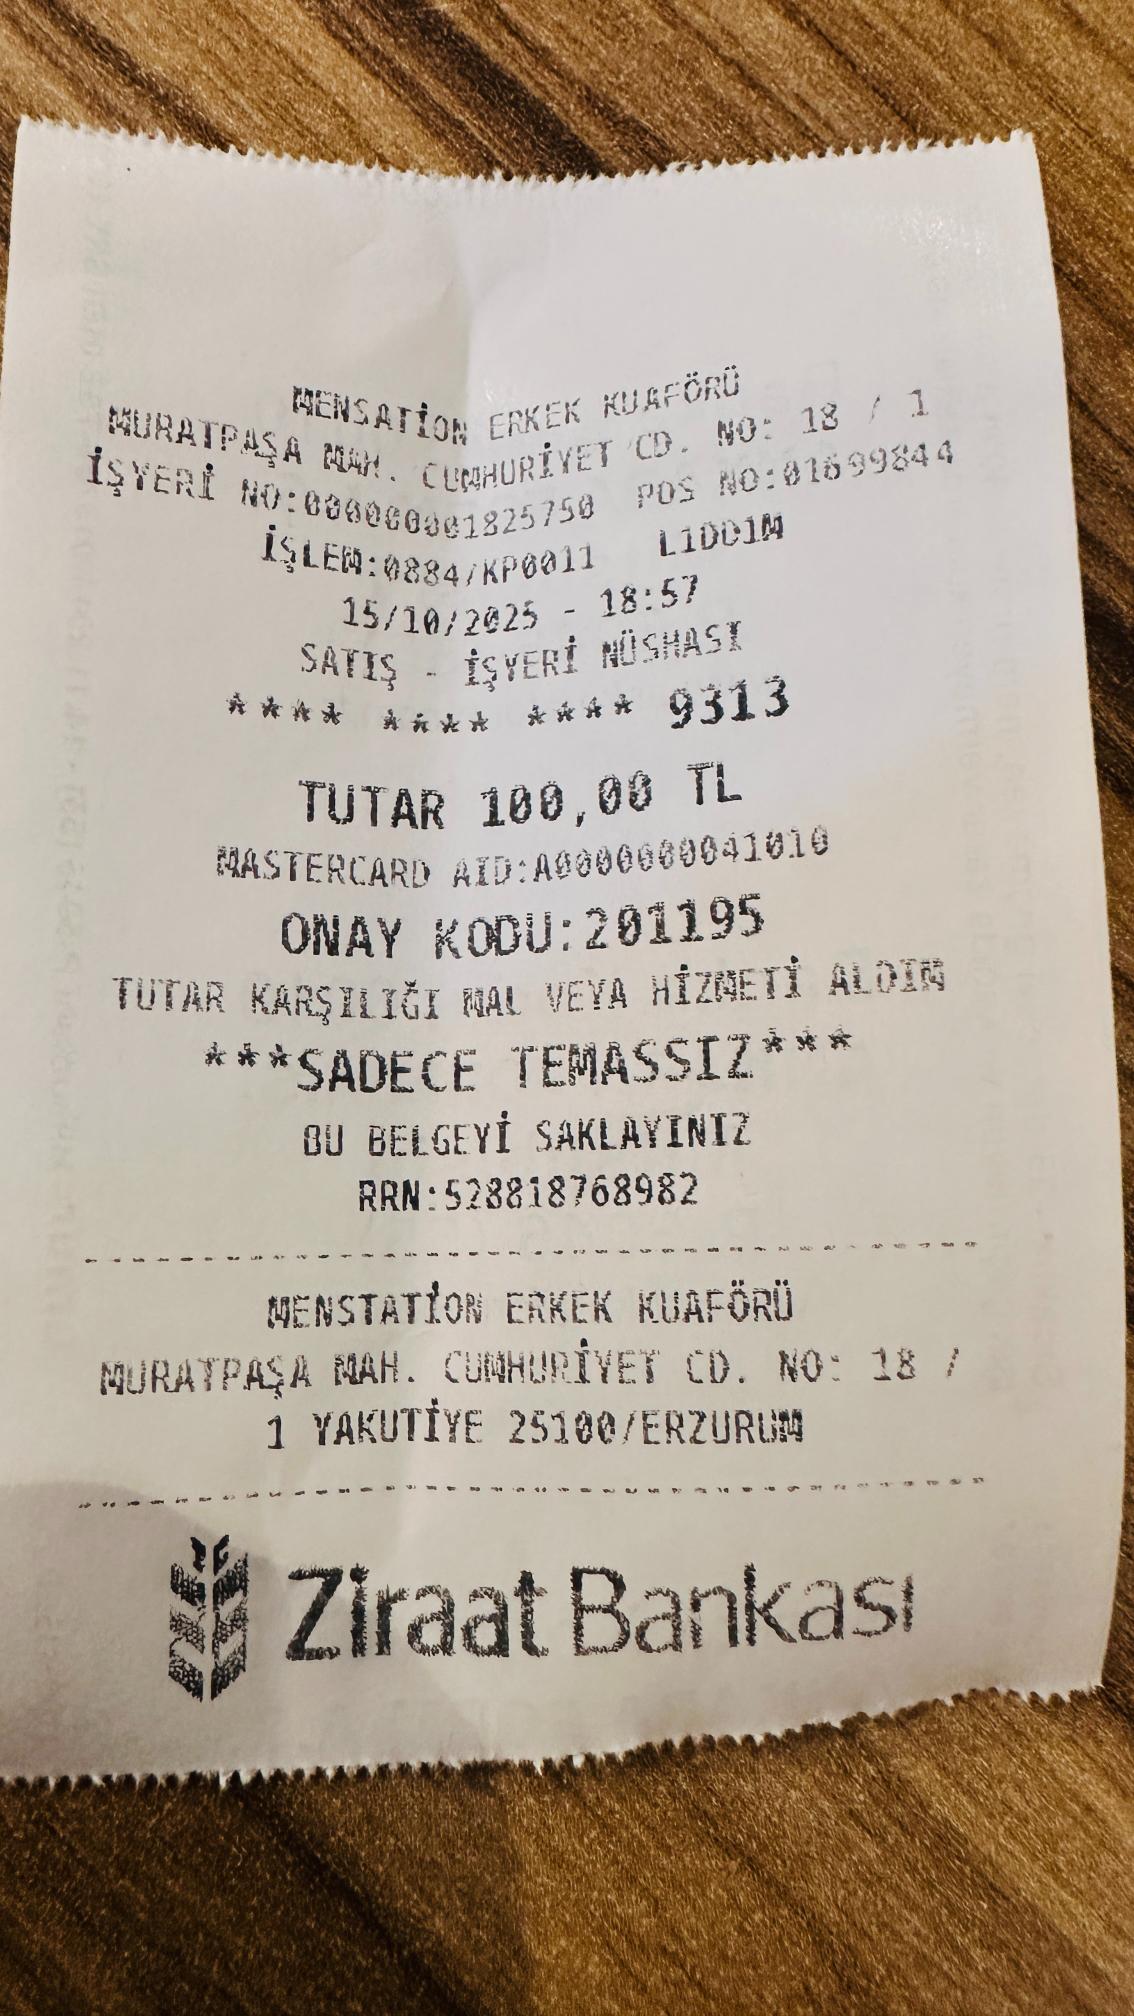 MENSATİON ERKEK KUAFÖRÜ
MURATPAŞA MAH. CUMHURİYET CD. NO: 18 / 1
İŞYERİ NO:000000001825750 POS NO:01699844
İŞLEM:0884/KP0011 L1DD1M
15/10/2025 - 18:57
SATIŞ - İŞYERİ NÜSHASI
**** **** **** 9313
TUTAR 100,00 TL
MASTERCARD AID:A0000000041010
ONAY KODU:201195
TUTAR KARŞILIĞI MAL VEYA HİZMETİ ALDIM
***SADECE TEMASSIZ***
BU BELGEYİ SAKLAYINIZ
RRN:528818768982
MENSTATİON ERKEK KUAFÖRÜ
MURATPAŞA MAH. CUMHURİYET CD. NO: 18 /
1 YAKUTİYE 25100/ERZURUM
Ziraat Bankası